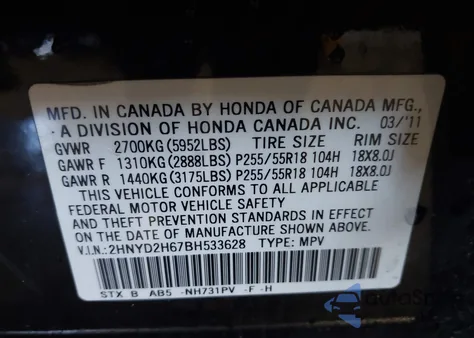 MFD. IN CANADA BY HONDA OF CANADA MFG.,
A DIVISION OF HONDA CANADA INC. 03/'11
GVWR 2700KG(5952LBS) TIRE SIZE RIM SIZE
GAWR F 1310KG(2888LBS) P255/55R18 104H 18X8.0J
GAWR R 1440KG(3175LBS) P255/55R18 104H 18X8.0J
THIS VEHICLE CONFORMS TO ALL APPLICABLE
FEDERAL MOTOR VEHICLE SAFETY
AND THEFT PREVENTION STANDARDS IN EFFECT
ON THE DATE OF MANUFACTURE SHOWN ABOVE.
V.I.N.: 2HNYD2H67BH533628 TYPE: MPV
STX B AB5 -NH731PV -F -H